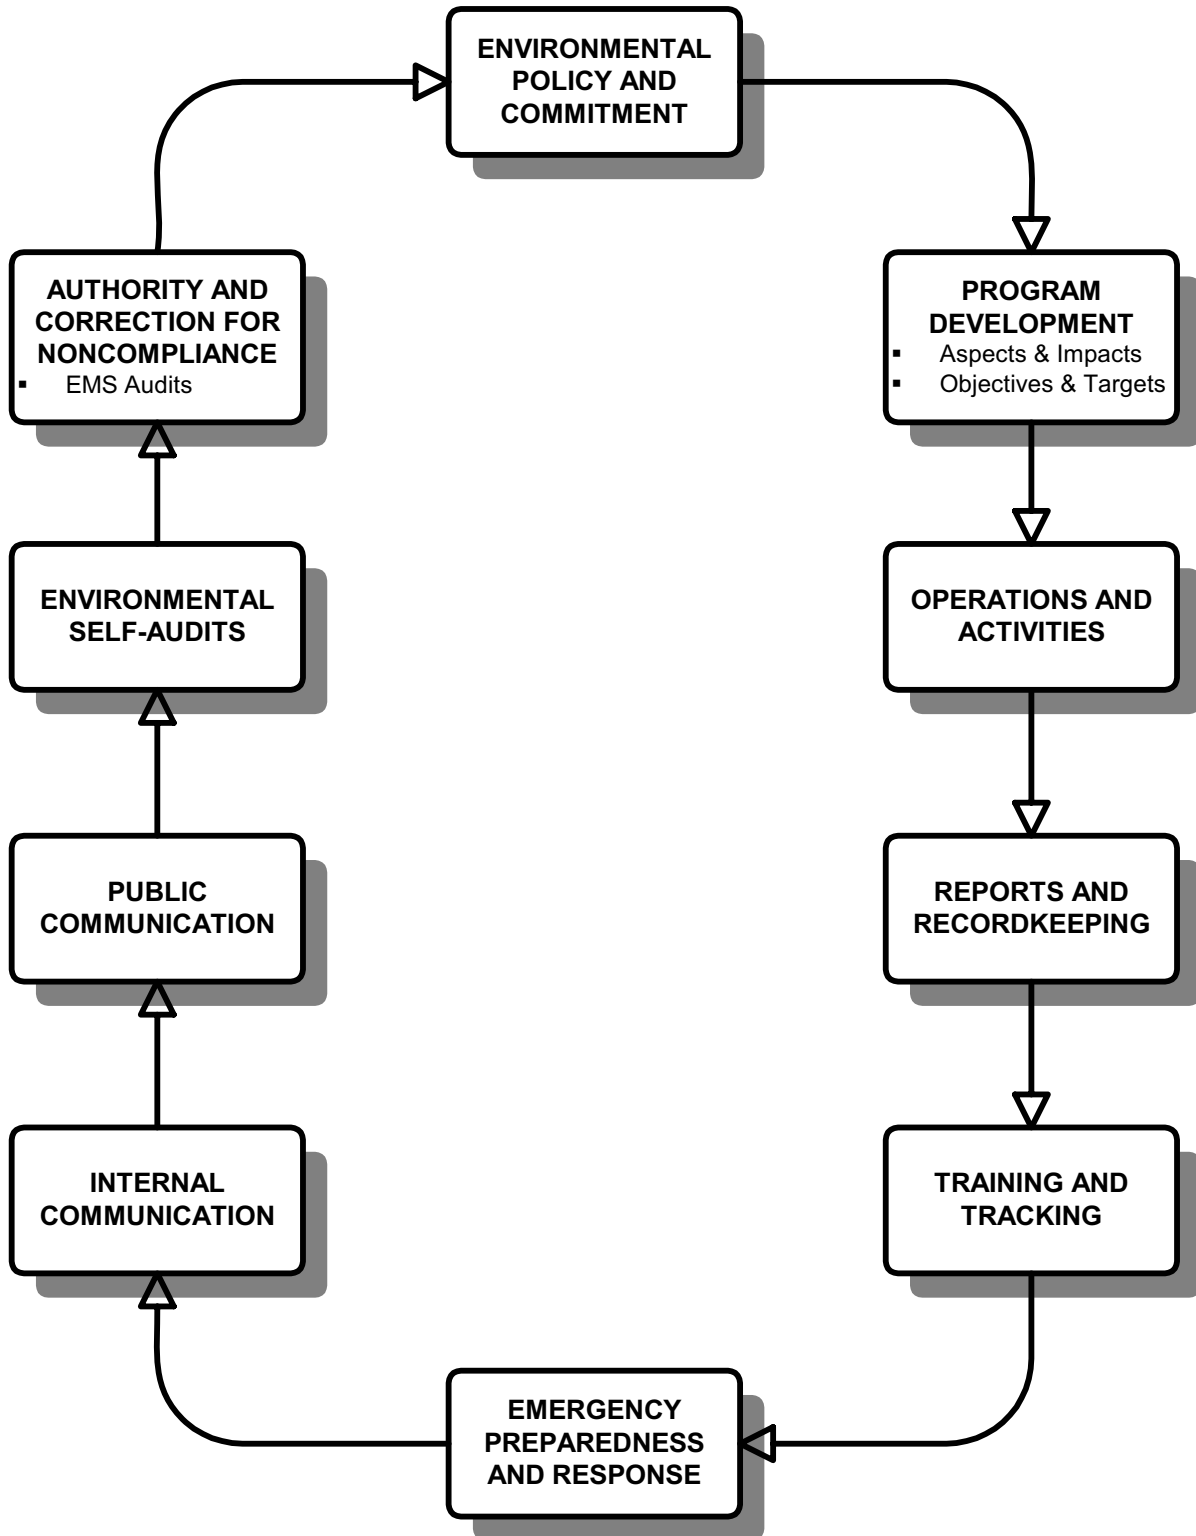 ENVIRONMENTAL
POLICY AND
COMMITMENT
PROGRAM
DEVELOPMENT
▪ Aspects & Impacts
▪ Objectives & Targets
OPERATIONS AND
ACTIVITIES
REPORTS AND
RECORDKEEPING
TRAINING AND
TRACKING
EMERGENCY
PREPAREDNESS
AND RESPONSE
INTERNAL
COMMUNICATION
PUBLIC
COMMUNICATION
ENVIRONMENTAL
SELF-AUDITS
AUTHORITY AND
CORRECTION FOR
NONCOMPLIANCE
▪ EMS Audits